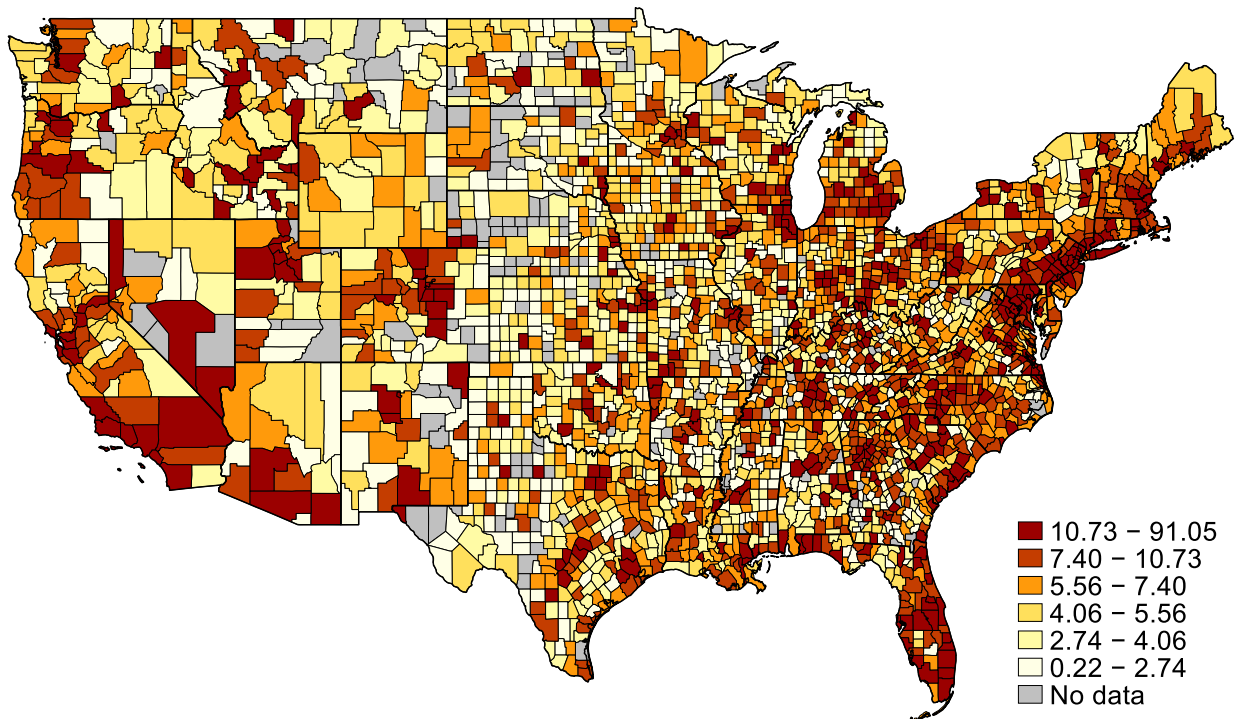 10.73 − 91.05
7.40 − 10.73
5.56 − 7.40
4.06 − 5.56
2.74 − 4.06
0.22 − 2.74
No data